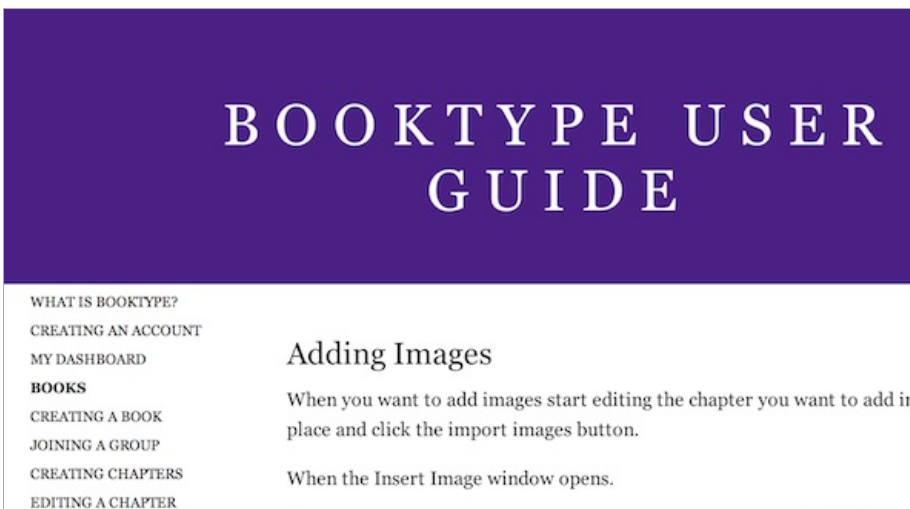 BOOKTYPE USER
GUIDE
WHAT IS BOOKTYPE?
CREATING AN ACCOUNT
MY DASHBOARD
BOOKS
CREATING A BOOK
JOINING A GROUP
CREATING CHAPTERS
EDITING A CHAPTER
Adding Images
When you want to add images start editing the chapter you want to add
place and click the import images button.
When the Insert Image window opens.